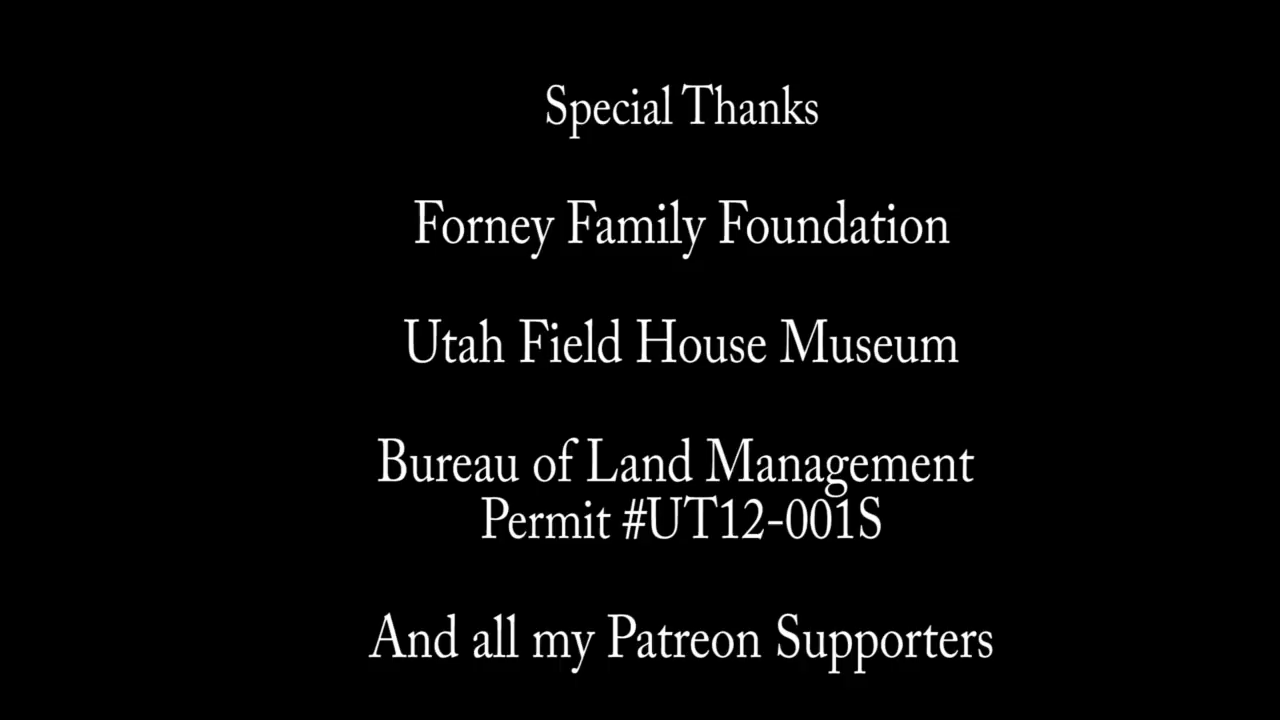 Special Thanks
Forney Family Foundation
Utah Field House Museum
Bureau of Land Management
Permit #UT12-001S
And all my Patreon Supporters